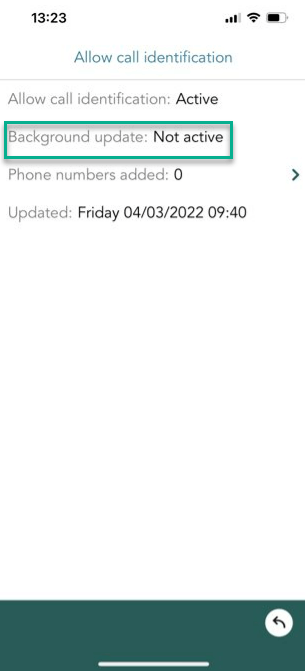 13:23
Allow call identification
Allow call identification: Active
Background update: Not active
Phone numbers added: 0
Updated: Friday 04/03/2022 09:40